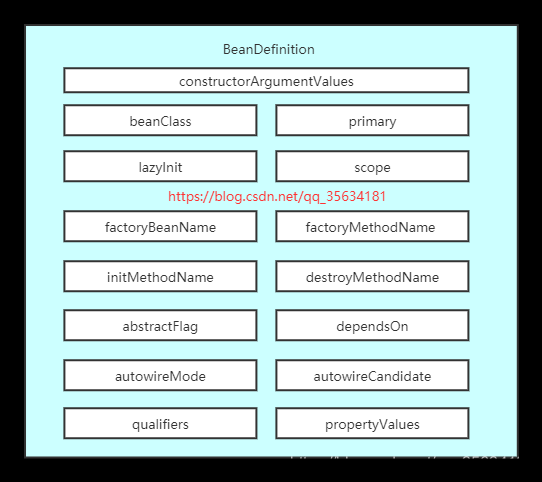 BeanDefinition
constructorArgumentValues
beanClass primary
lazyInit scope
https://blog.csdn.net/qq_35634181
factoryBeanName factoryMethodName
initMethodName destroyMethodName
abstractFlag dependsOn
autowireMode autowireCandidate
qualifiers propertyValues